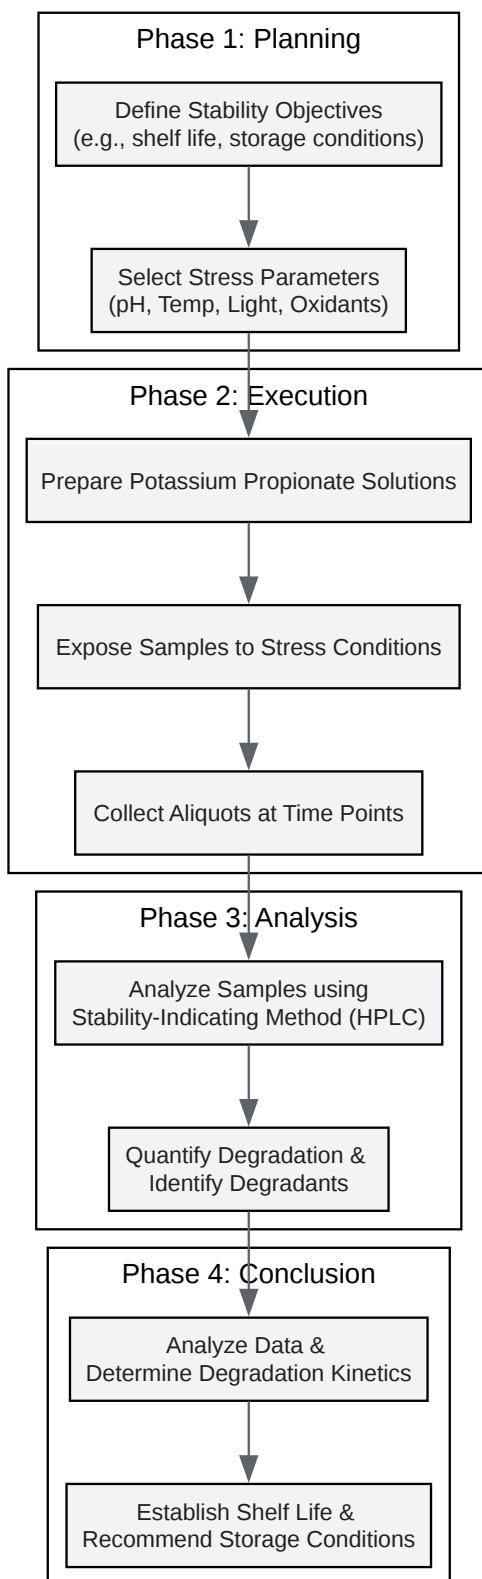 Phase 1: Planning
Define Stability Objectives
(e.g., shelf life, storage conditions)
Select Stress Parameters
(pH, Temp, Light, Oxidants)
Phase 2: Execution
Prepare Potassium Propionate Solutions
Expose Samples to Stress Conditions
Collect Aliquots at Time Points
Phase 3: Analysis
Analyze Samples using
Stability-Indicating Method (HPLC)
Quantify Degradation &
Identify Degradants
Phase 4: Conclusion
Analyze Data &
Determine Degradation Kinetics
Establish Shelf Life &
Recommend Storage Conditions